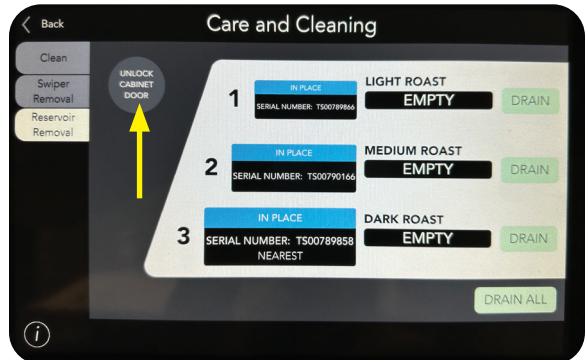 Back
Care and Cleaning
Clean
Swiper
Removal
Reservoir
Removal
UNLOCK
CABINET
DOOR
1
IN PLACE
SERIAL NUMBER: TS00789866
LIGHT ROAST
EMPTY
DRAIN
2
IN PLACE
SERIAL NUMBER: TS00790166
MEDIUM ROAST
EMPTY
DRAIN
3
IN PLACE
SERIAL NUMBER: TS00789858
NEAREST
DARK ROAST
EMPTY
DRAIN
DRAIN ALL
i